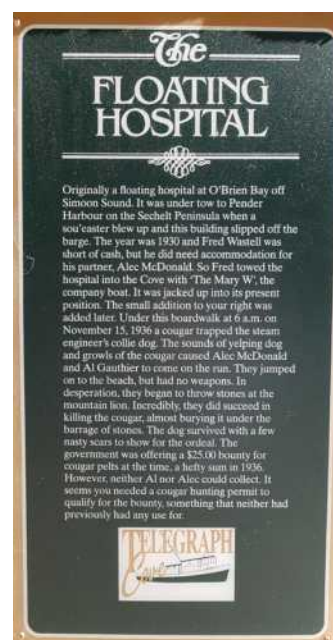 The
FLOATING
HOSPITAL
Originally a floating hospital at O'Brien Bay off
Simoon Sound. It was under tow to Pender
Harbour on the Sechelt Peninsula when a
sou'easter blew up and this building slipped off the
barge. The year was 1930 and Fred Wastell was
short of cash, but he did need accommodation for
his partner, Alec McDonald. So Fred towed the
hospital into the Cove with 'The Mary W', the
company boat. It was jacked up into its present
position. The small addition to your right was
added later. Under this boardwalk at 6 a.m. on
November 15, 1936 a cougar trapped the steam
engineer's collie dog. The sounds of yelping dog
and growls of the cougar caused Alec McDonald
and Al Gauthier to come on the run. They jumped
on to the beach, but had no weapons. In
desperation, they began to throw stones at the
mountain lion. Incredibly, they did succeed in
killing the cougar, almost burying it under the
barrage of stones. The dog survived with a few
nasty scars to show for the ordeal. The
government was offering a $25.00 bounty for
cougar pelts at the time, a hefty sum in 1936.
However, neither Al nor Alec could collect. It
seems you needed a cougar hunting permit to
qualify for the bounty, something that neither had
previously had any use for.
TELEGRAPH
Cove